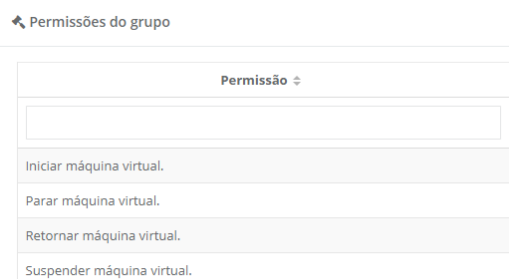 Permissões do grupo
Permissão
Iniciar máquina virtual.
Parar máquina virtual.
Retornar máquina virtual.
Suspender máquina virtual.